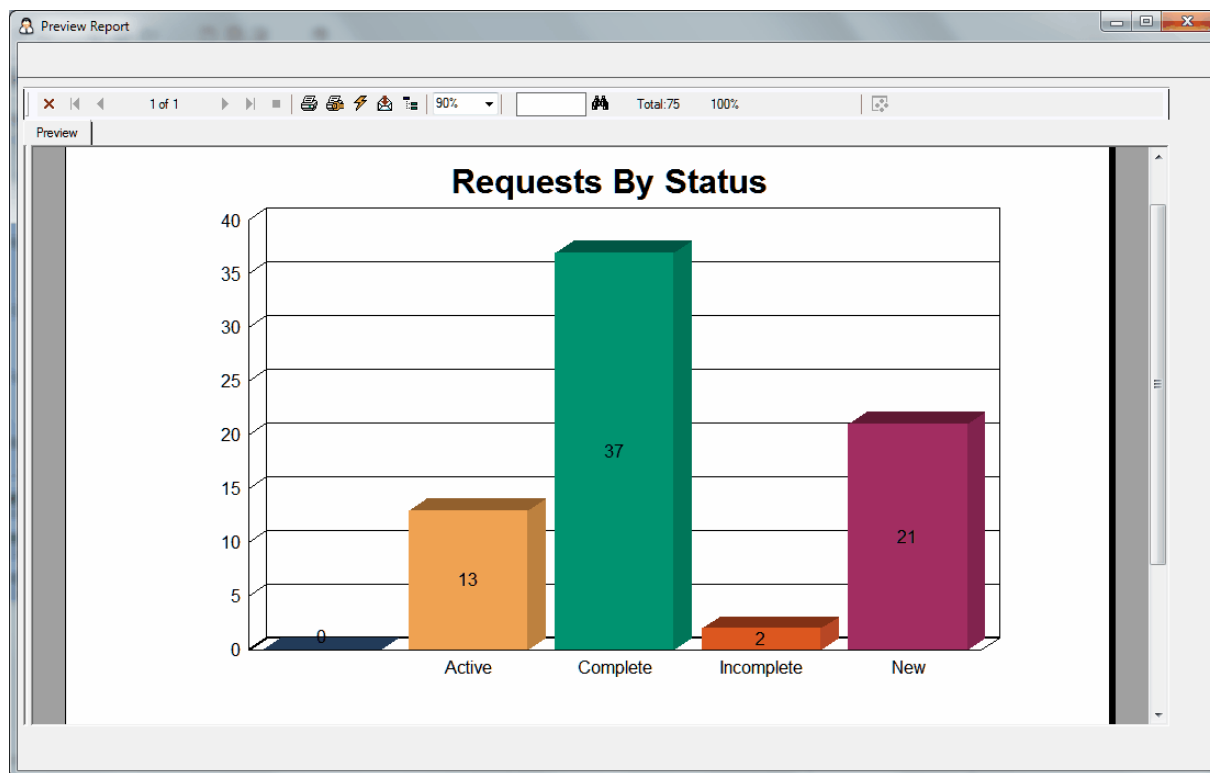 Preview Report
1 of 1 90% Total:75 100%
Preview
Requests By Status
40
35
30
25
20
15
10
5
0
0
13
37
2
21
Active Complete Incomplete New